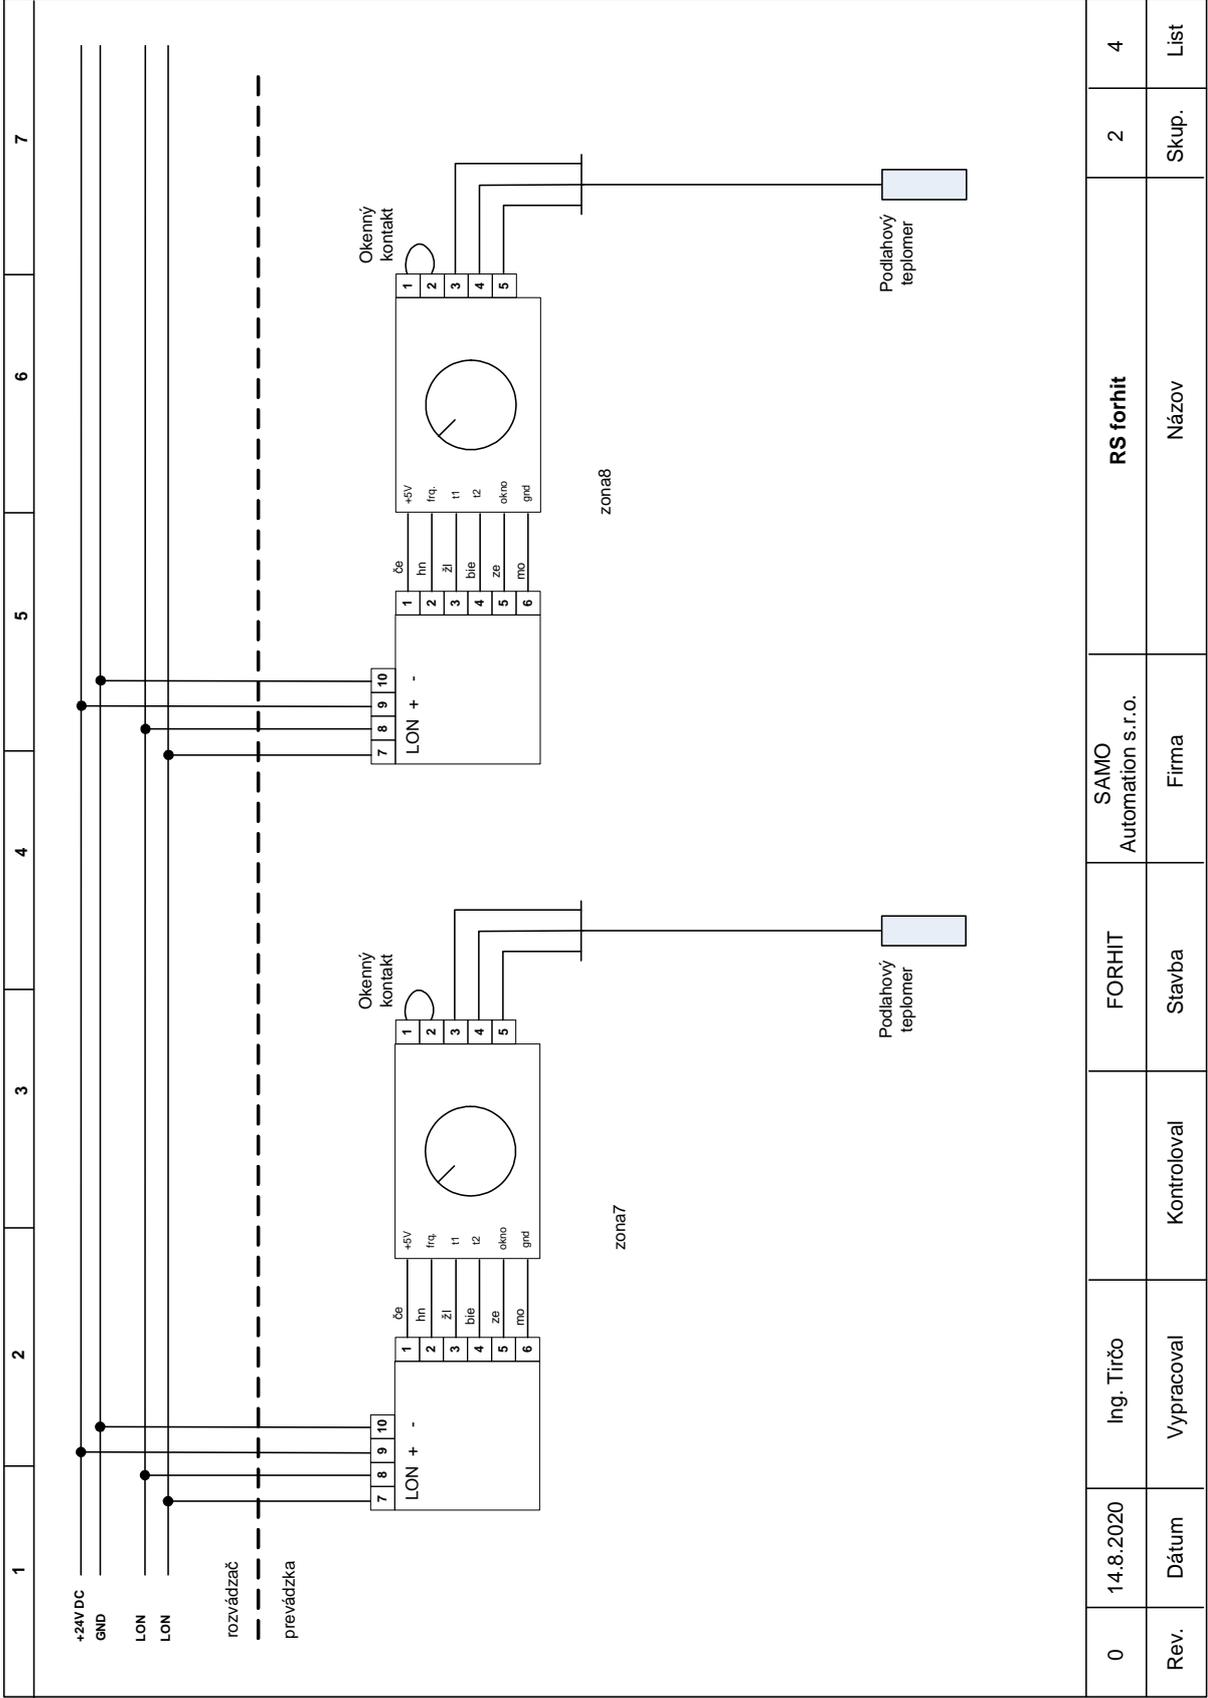 1 2 3 4 5 6 7
+24V DC
GND
LON
LON
rozvádzač
prevádzka
7 8 9 10
LON + -
1 če +5V
2 hn frq.
3 žl t1
4 bie t2
5 ze okno
6 mo gnd
1
2
3
4
5
Okenný
kontakt
zona7
Podlahový
teplomer
7 8 9 10
LON + -
1 če +5V
2 hn frq.
3 žl t1
4 bie t2
5 ze okno
6 mo gnd
1
2
3
4
5
Okenný
kontakt
zona8
Podlahový
teplomer
0 14.8.2020 Ing. Tirčo FORHIT SAMO
Automation s.r.o. RS forhit 2 4
Rev. Dátum Vypracoval Kontroloval Stavba Firma Názov Skup. List